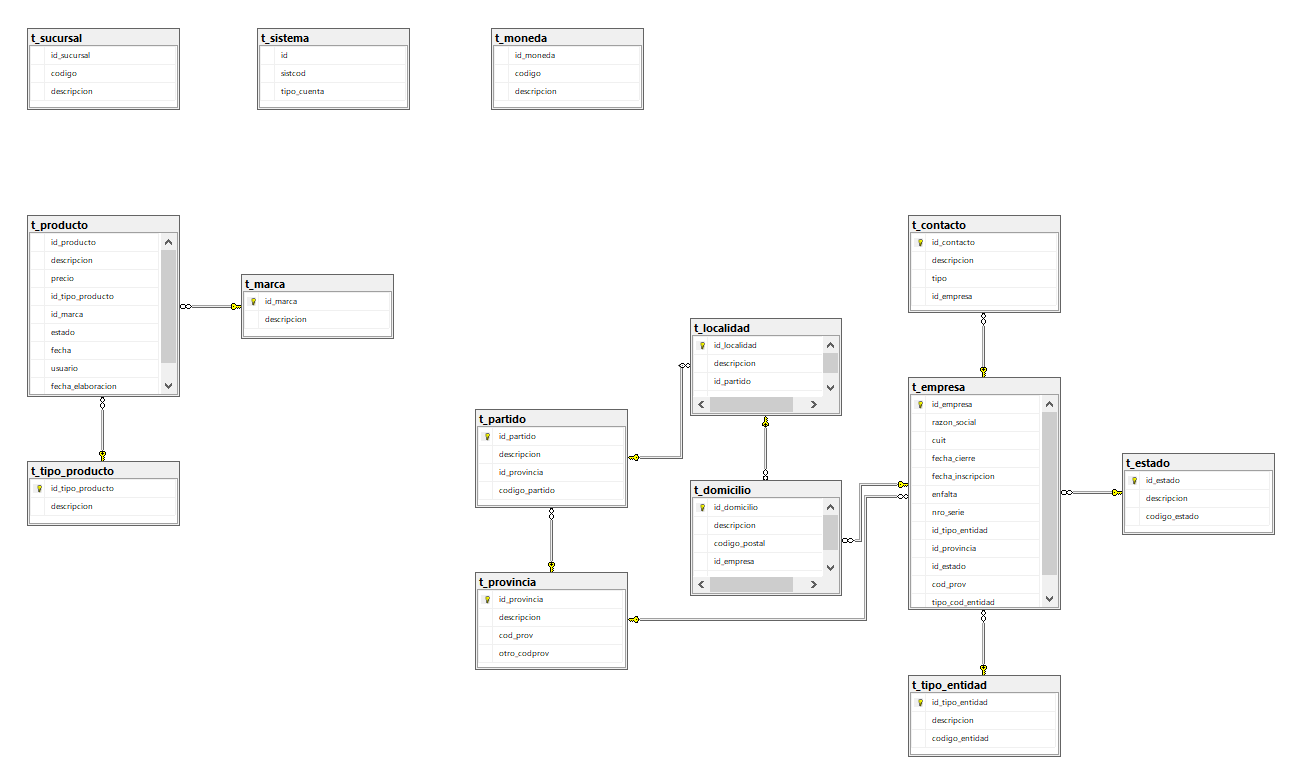 t_sucursal
id_sucursal
codigo
descripcion
t_sistema
id
sistcod
tipo_cuenta
t_moneda
id_moneda
codigo
descripcion
t_producto
id_producto
descripcion
precio
id_tipo_producto
id_marca
estado
fecha
usuario
fecha_elaboracion
t_marca
id_marca
descripcion
t_tipo_producto
id_tipo_producto
descripcion
t_localidad
id_localidad
descripcion
id_partido
t_partido
id_partido
descripcion
id_provincia
codigo_partido
t_domicilio
id_domicilio
descripcion
codigo_postal
id_empresa
t_provincia
id_provincia
descripcion
cod_prov
otro_codprov
t_contacto
id_contacto
descripcion
tipo
id_empresa
t_empresa
id_empresa
razon_social
cuit
fecha_cierre
fecha_inscripcion
enfalta
nro_serie
id_tipo_entidad
id_provincia
id_estado
cod_prov
tipo_cod_entidad
t_estado
id_estado
descripcion
codigo_estado
t_tipo_entidad
id_tipo_entidad
descripcion
codigo_entidad